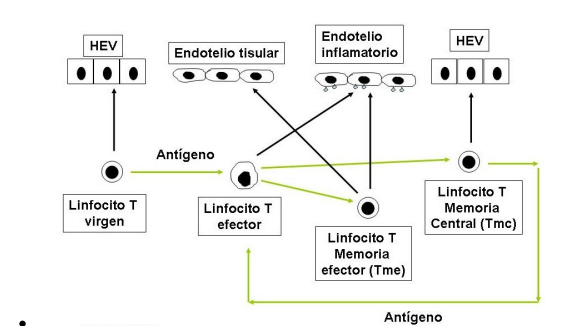 HEV
Endotelio tisular
Endotelio
inflamatorio
HEV
Antígeno
Linfocito T
virgen
Linfocito T
efector
Linfocito T
Memoria
efector (Tme)
Linfocito T
Memoria
Central (Tmc)
Antígeno